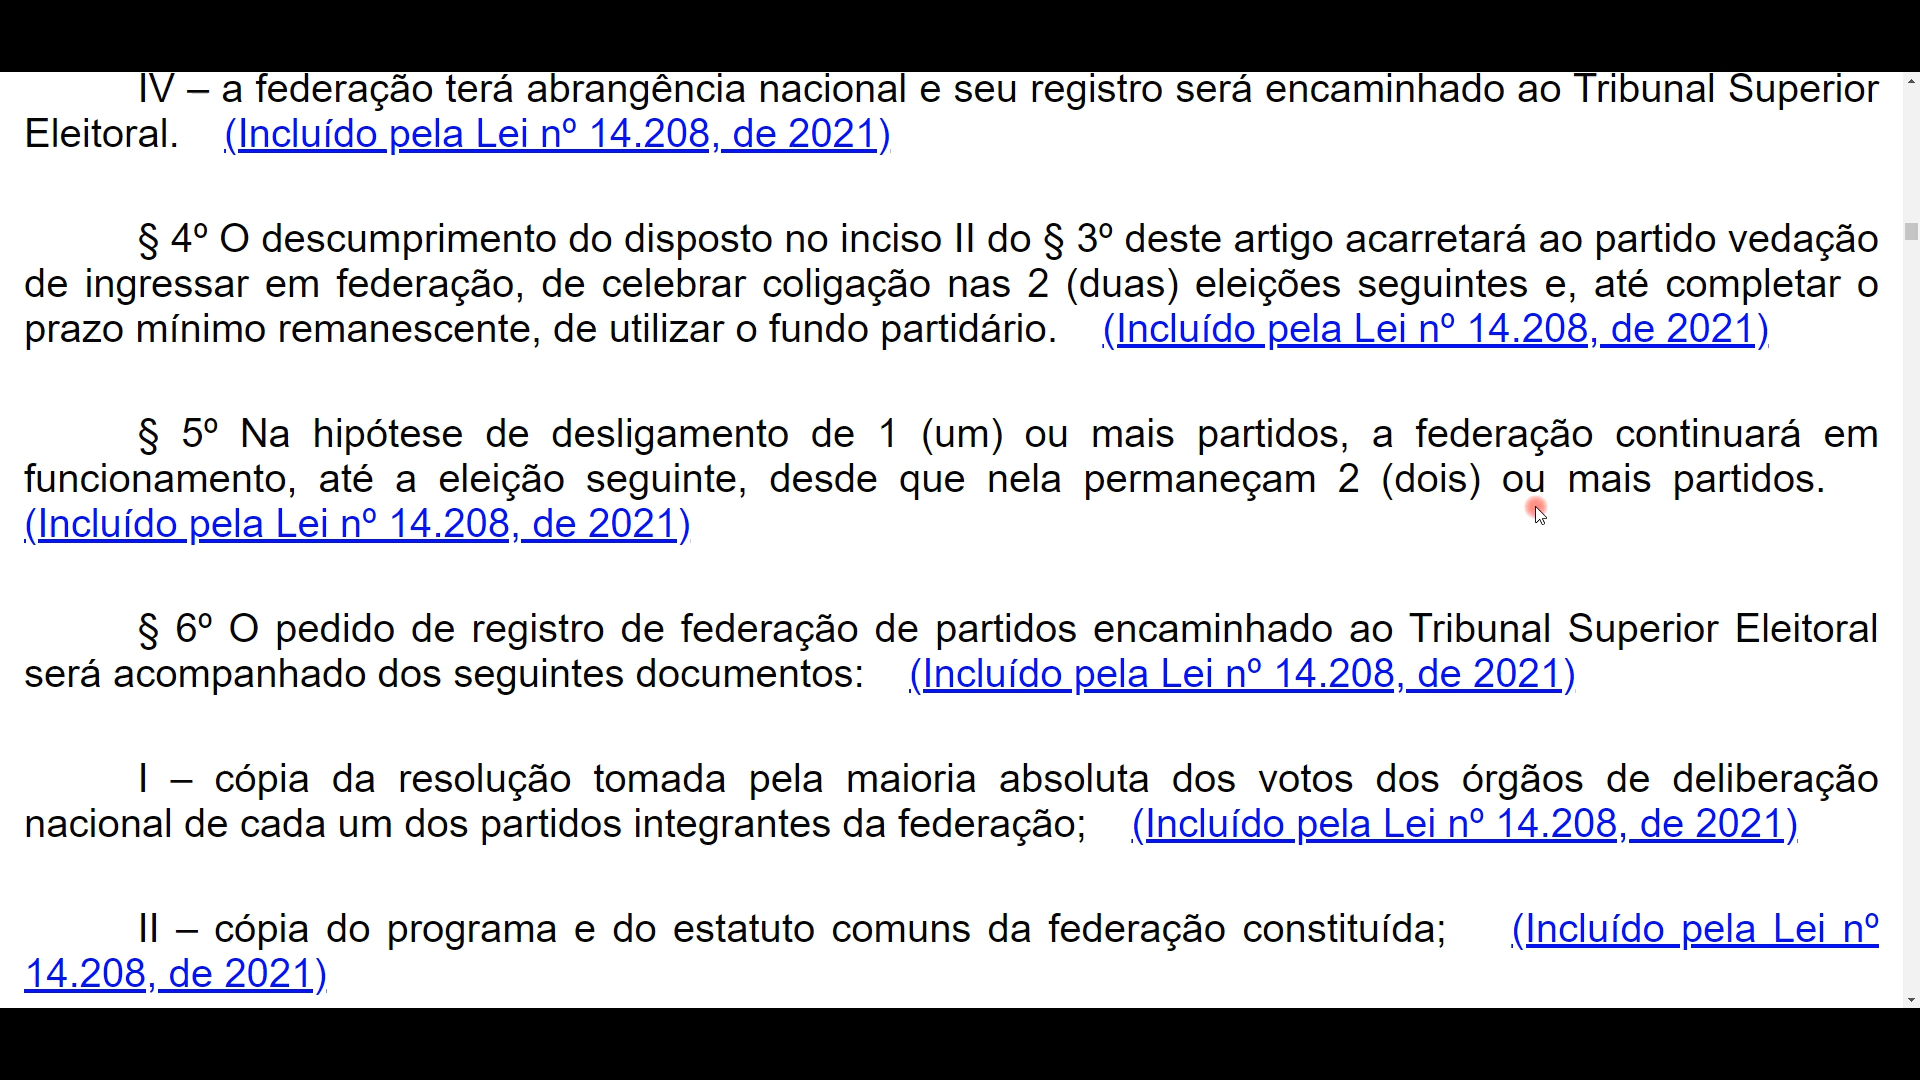 IV – a federação terá abrangência nacional e seu registro será encaminhado ao Tribunal Superior
Eleitoral. (Incluído pela Lei nº 14.208, de 2021)
§ 4º O descumprimento do disposto no inciso II do § 3º deste artigo acarretará ao partido vedação
de ingressar em federação, de celebrar coligação nas 2 (duas) eleições seguintes e, até completar o
prazo mínimo remanescente, de utilizar o fundo partidário. (Incluído pela Lei nº 14.208, de 2021)
§ 5º Na hipótese de desligamento de 1 (um) ou mais partidos, a federação continuará em
funcionamento, até a eleição seguinte, desde que nela permaneçam 2 (dois) ou mais partidos.
(Incluído pela Lei nº 14.208, de 2021)
§ 6º O pedido de registro de federação de partidos encaminhado ao Tribunal Superior Eleitoral
será acompanhado dos seguintes documentos: (Incluído pela Lei nº 14.208, de 2021)
I – cópia da resolução tomada pela maioria absoluta dos votos dos órgãos de deliberação
nacional de cada um dos partidos integrantes da federação; (Incluído pela Lei nº 14.208, de 2021)
II – cópia do programa e do estatuto comuns da federação constituída; (Incluído pela Lei nº
14.208, de 2021)